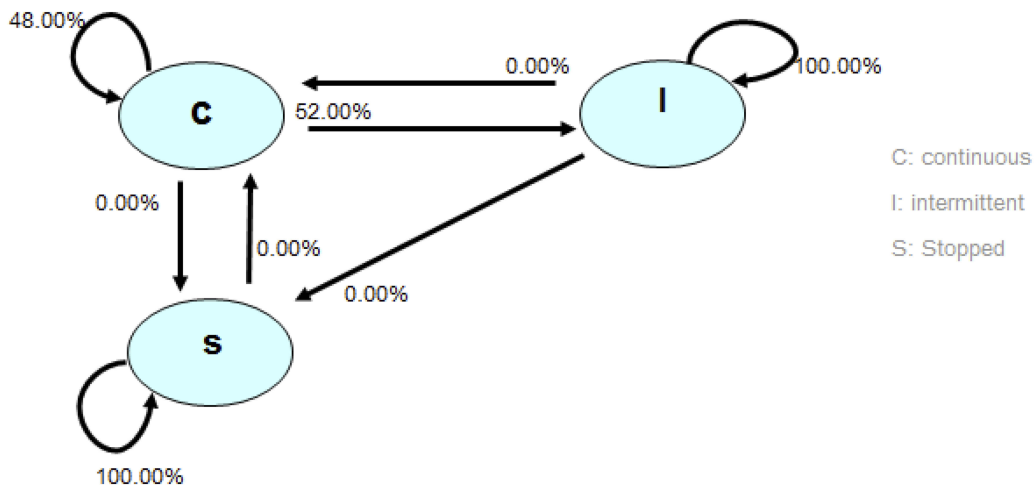 48.00%
0.00%
100.00%
C
I
52.00%
C: continuous
0.00%
I: intermittent
0.00%
S: Stopped
0.00%
S
100.00%